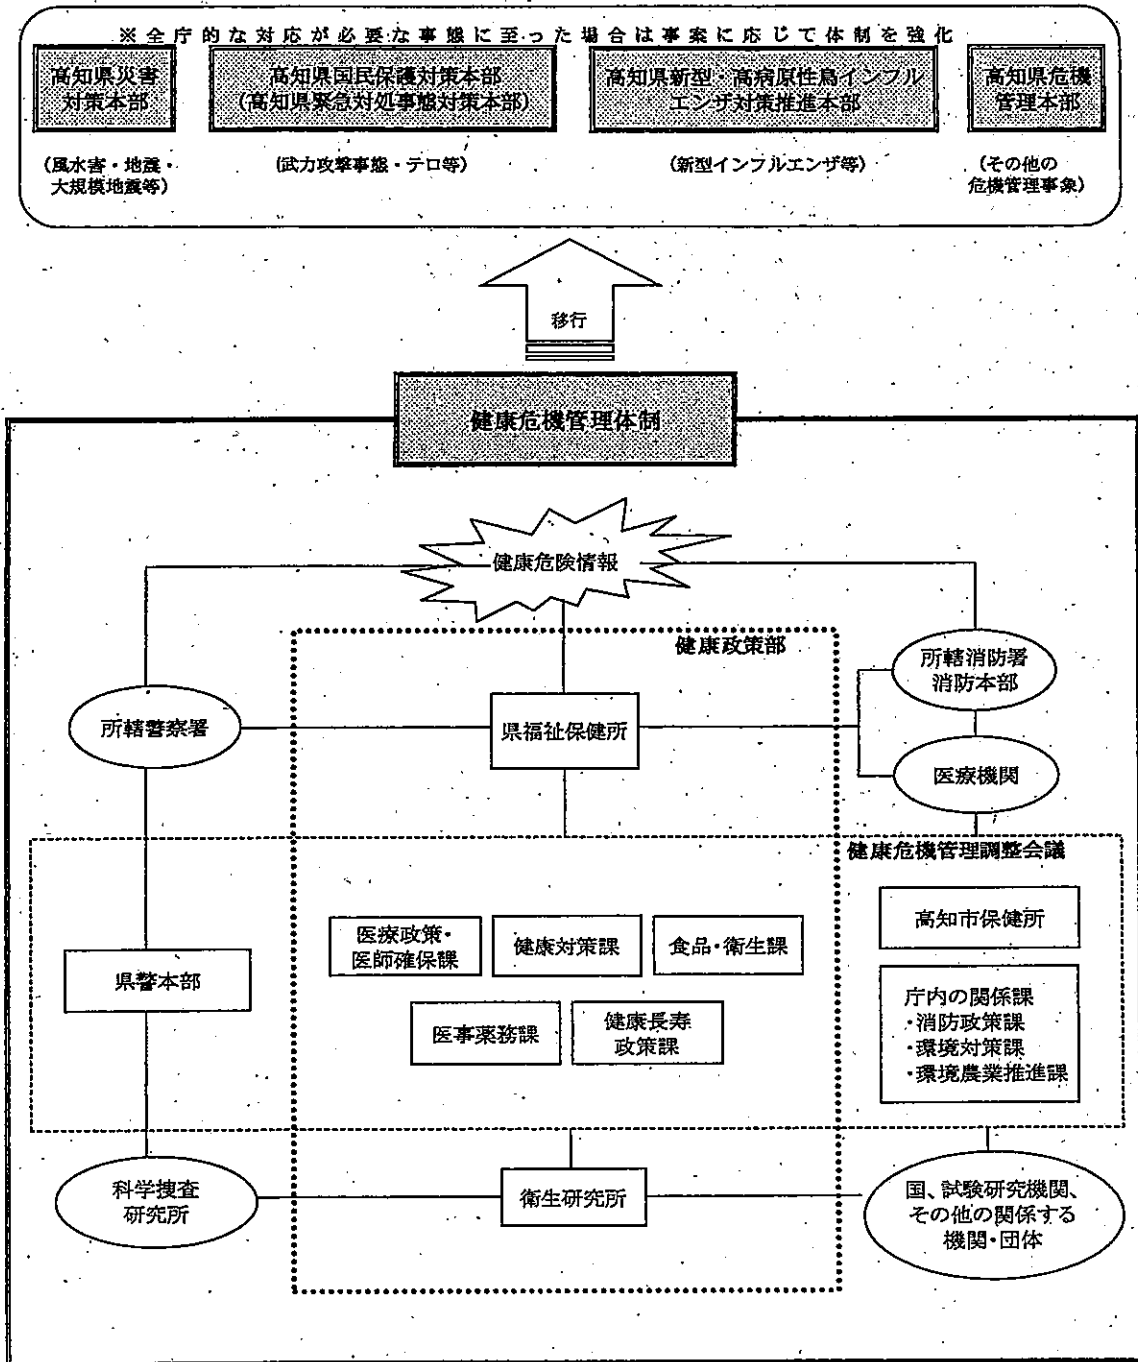 ※全庁的な対応が必要な事態に至った場合は事案に応じて体制を強化
高知県災害
対策本部
高知県国民保護対策本部
(高知県緊急対処事態対策本部)
高知県新型・高病原性鳥インフル
エンザ対策推進本部
高知県危機
管理本部
(風水害・地震・
大規模地震等)
(武力攻撃事態・テロ等)
(新型インフルエンザ等)
(その他の
危機管理事象)
移行
健康危機管理体制
健康危険情報
健康政策部
所轄消防署
消防本部
所轄警察署
県福祉保健所
医療機関
健康危機管理調整会議
高知市保健所
医療政策・
医師確保課
健康対策課
食品・衛生課
県警本部
庁内の関係課
・消防政策課
・環境対策課
・環境農業推進課
医事薬務課
健康長寿
政策課
科学捜査
研究所
衛生研究所
国、試験研究機関、
その他の関係する
機関・団体